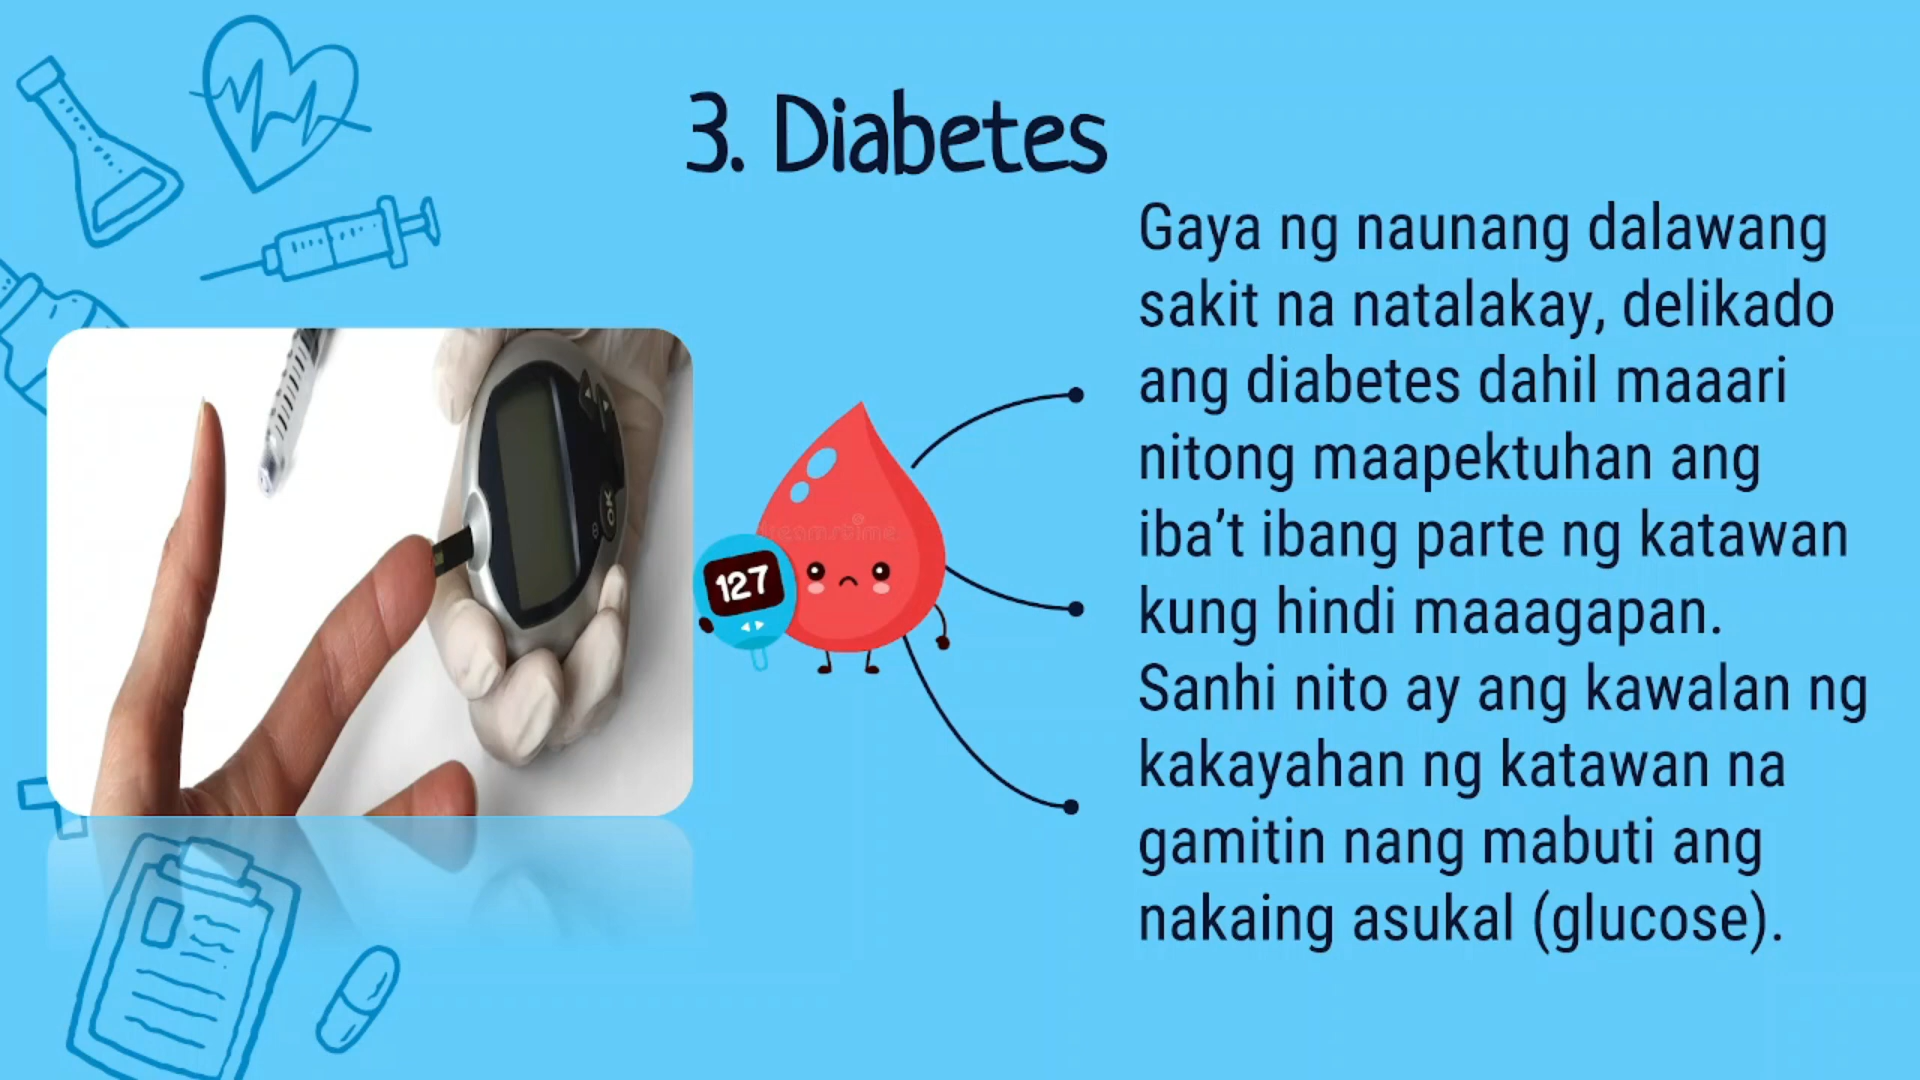 3. Diabetes
Gaya ng naunang dalawang
sakit na natalakay, delikado
ang diabetes dahil maaari
nitong maapektuhan ang
iba’t ibang parte ng katawan
kung hindi maaagapan.
Sanhi nito ay ang kawalan ng
kakayahan ng katawan na
gamitin nang mabuti ang
nakaing asukal (glucose).
127
OK
dreamstime